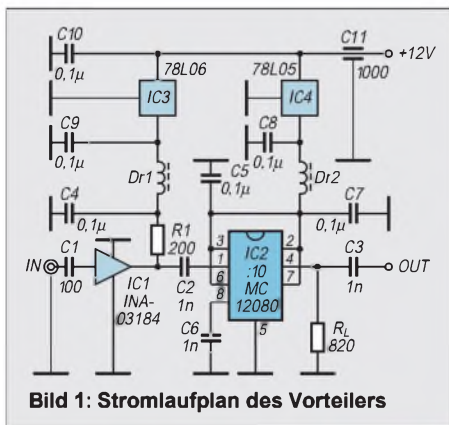 C10
0,1µ
78L06
78L05
C11
+12V
1000
IC3
IC4
C9
0,1µ
C8
0,1µ
Dr1
C5
0,1µ
Dr2
C4
0,1µ
C7
0,1µ
R1
200
C1
IN
100
IC1
INA-
03184
C2
1n
3
1
6
8
IC2
:10
MC
12080
2
4
7
5
C3
1n
OUT
C6
1n
RL
820
Bild 1: Stromlaufplan des Vorteilers